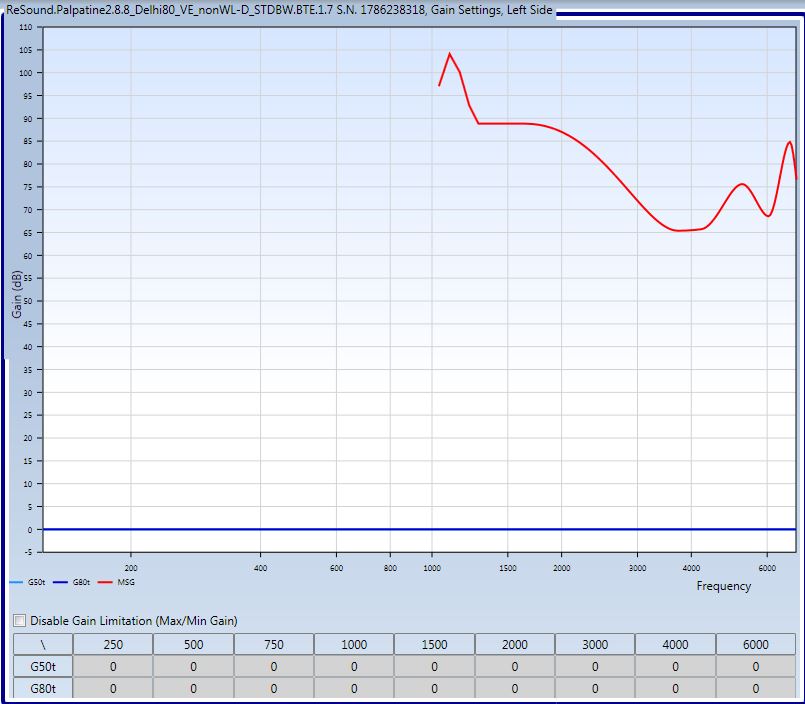 ReSound.Palpatine2.8.8_Delhi80_VE_nonWL-D_STDBW.BTE.1.7 S.N. 1786238318, Gain Settings, Left Side
110
105
100
95
90
85
80
75
70
65
60
55
50
45
40
35
30
25
20
15
10
5
0
-5
Gain (dB)
200 400 600 800 1000 1500 2000 3000 4000 6000
G50t G80t MSG
Frequency
Disable Gain Limitation (Max/Min Gain)
\ 250 500 750 1000 1500 2000 3000 4000 6000
G50t 0 0 0 0 0 0 0 0 0
G80t 0 0 0 0 0 0 0 0 0